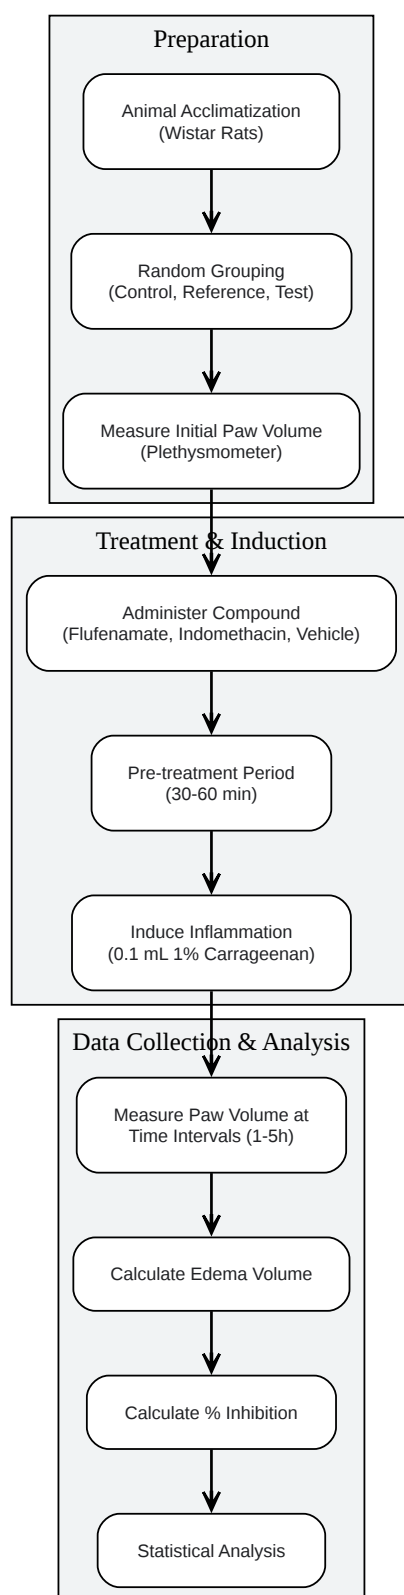 Preparation
Animal Acclimatization
(Wistar Rats)
Random Grouping
(Control, Reference, Test)
Measure Initial Paw Volume
(Plethysmometer)
Treatment & Induction
Administer Compound
(Flufenamate, Indomethacin, Vehicle)
Pre-treatment Period
(30-60 min)
Induce Inflammation
(0.1 mL 1% Carrageenan)
Data Collection & Analysis
Measure Paw Volume at
Time Intervals (1-5h)
Calculate Edema Volume
Calculate % Inhibition
Statistical Analysis